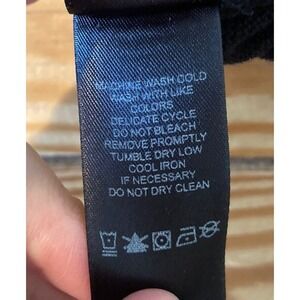 MACHINE WASH COLD
WASH WITH LIKE
COLORS
DELICATE CYCLE
DO NOT BLEACH
REMOVE PROMPTLY
TUMBLE DRY LOW
COOL IRON
IF NECESSARY
DO NOT DRY CLEAN